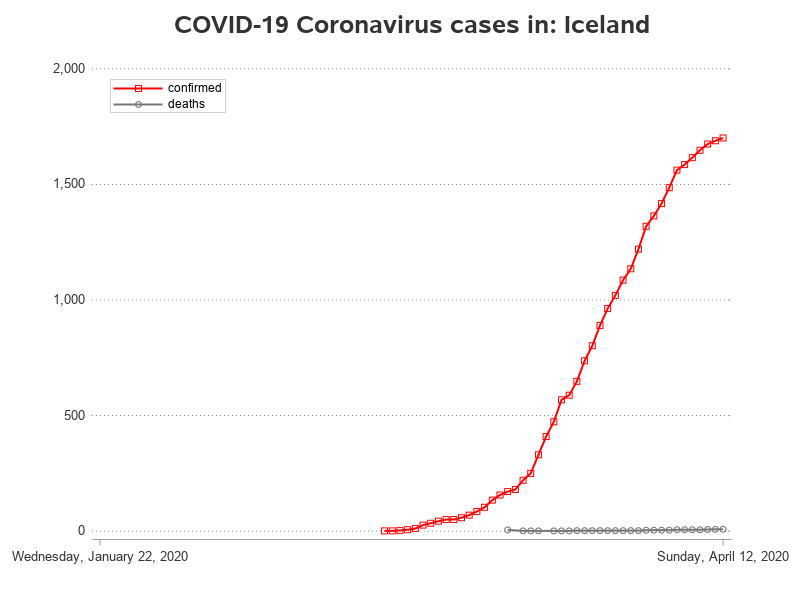 COVID-19 Coronavirus cases in: Iceland
2,000
confirmed
deaths
1,500
1,000
500
0
Wednesday, January 22, 2020
Sunday, April 12, 2020